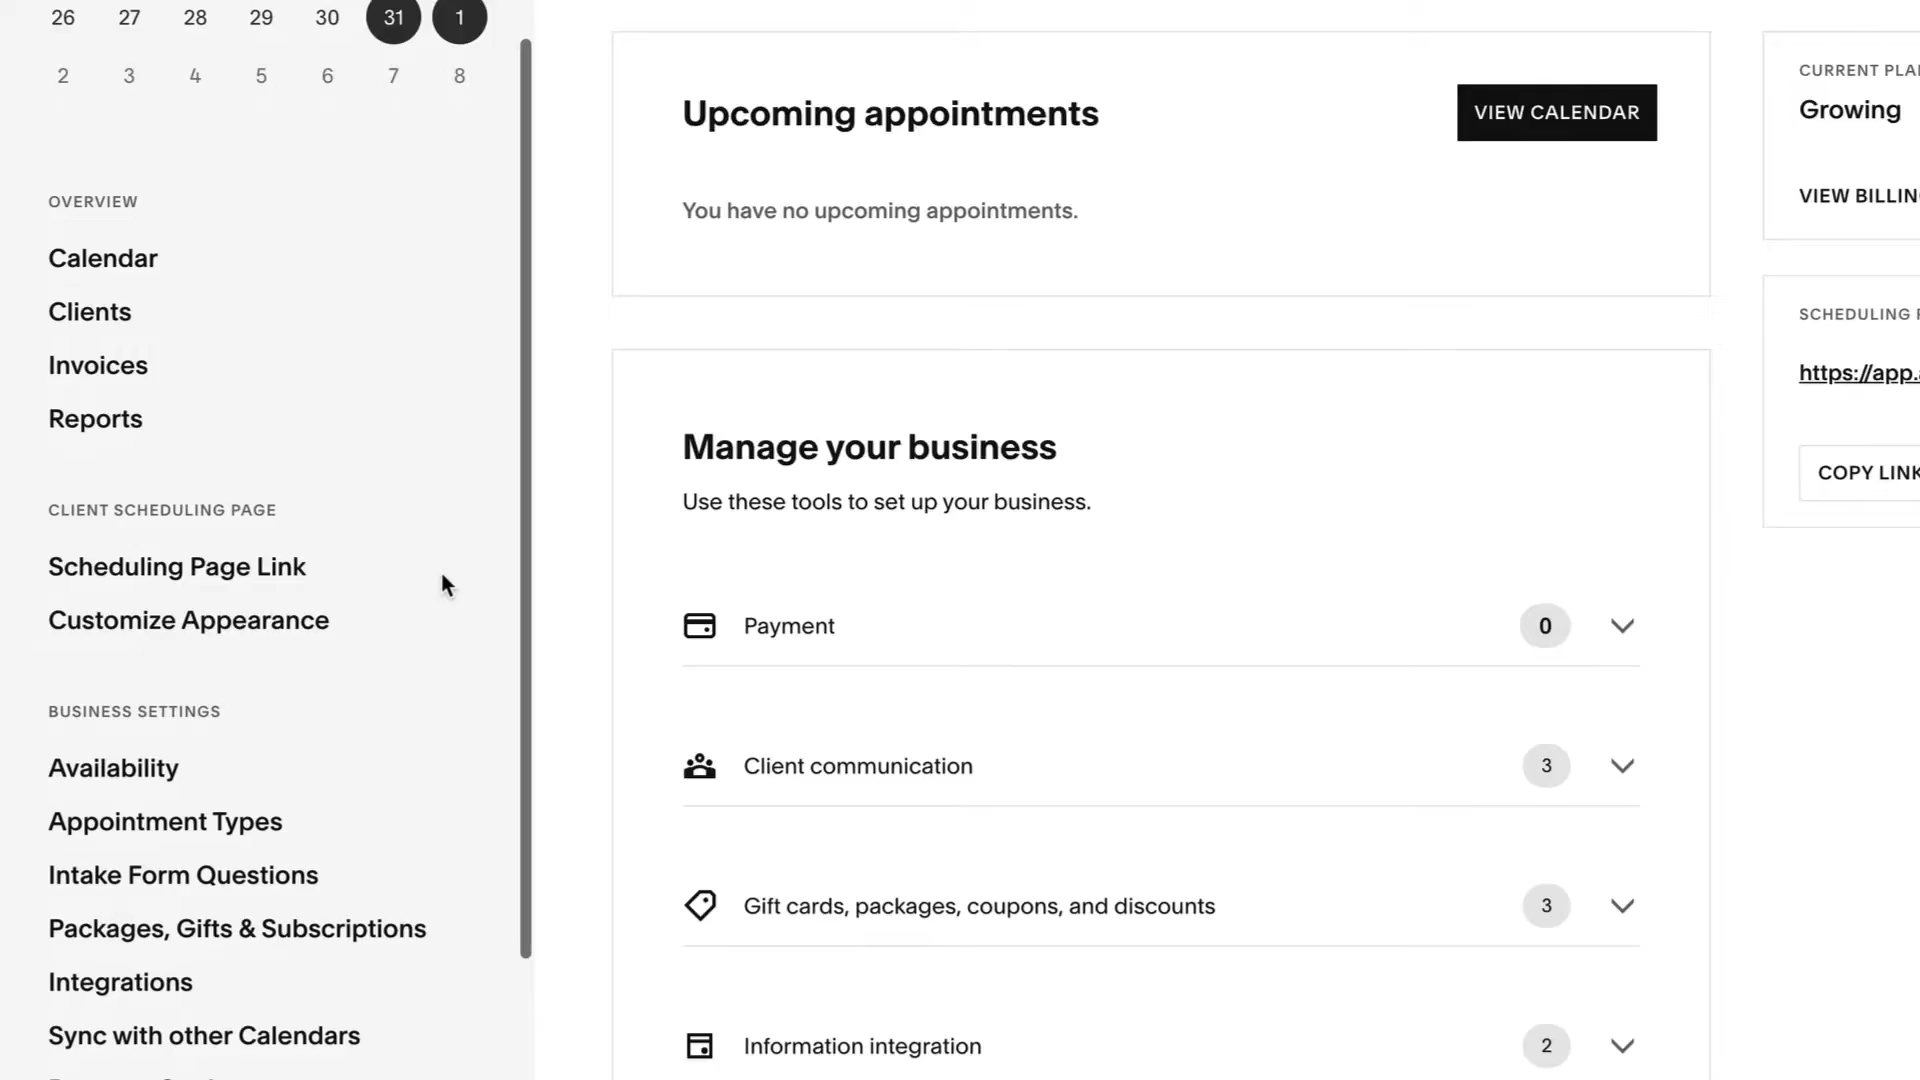 26 27 28 29 30 31 1
2 3 4 5 6 7 8
OVERVIEW
Calendar
Clients
Invoices
Reports
CLIENT SCHEDULING PAGE
Scheduling Page Link
Customize Appearance
BUSINESS SETTINGS
Availability
Appointment Types
Intake Form Questions
Packages, Gifts & Subscriptions
Integrations
Sync with other Calendars
Upcoming appointments
VIEW CALENDAR
You have no upcoming appointments.
Manage your business
Use these tools to set up your business.
Payment 0
Client communication 3
Gift cards, packages, coupons, and discounts 3
Information integration 2
CURRENT PLA
Growing
VIEW BILLIN
SCHEDULING
https://app.
COPY LINK